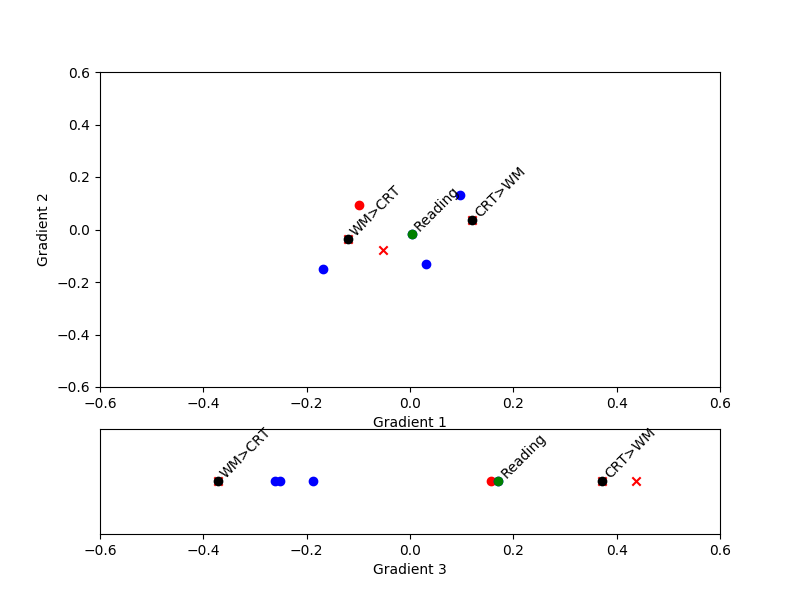 0.6
0.4
0.2
0.0
−0.2
−0.4
−0.6
Gradient 2
WM>CRT
Reading
CRT>WM
−0.6 −0.4 −0.2 0.0 0.2 0.4 0.6
Gradient 1
WM>CRT
Reading
CRT>WM
−0.6 −0.4 −0.2 0.0 0.2 0.4 0.6
Gradient 3